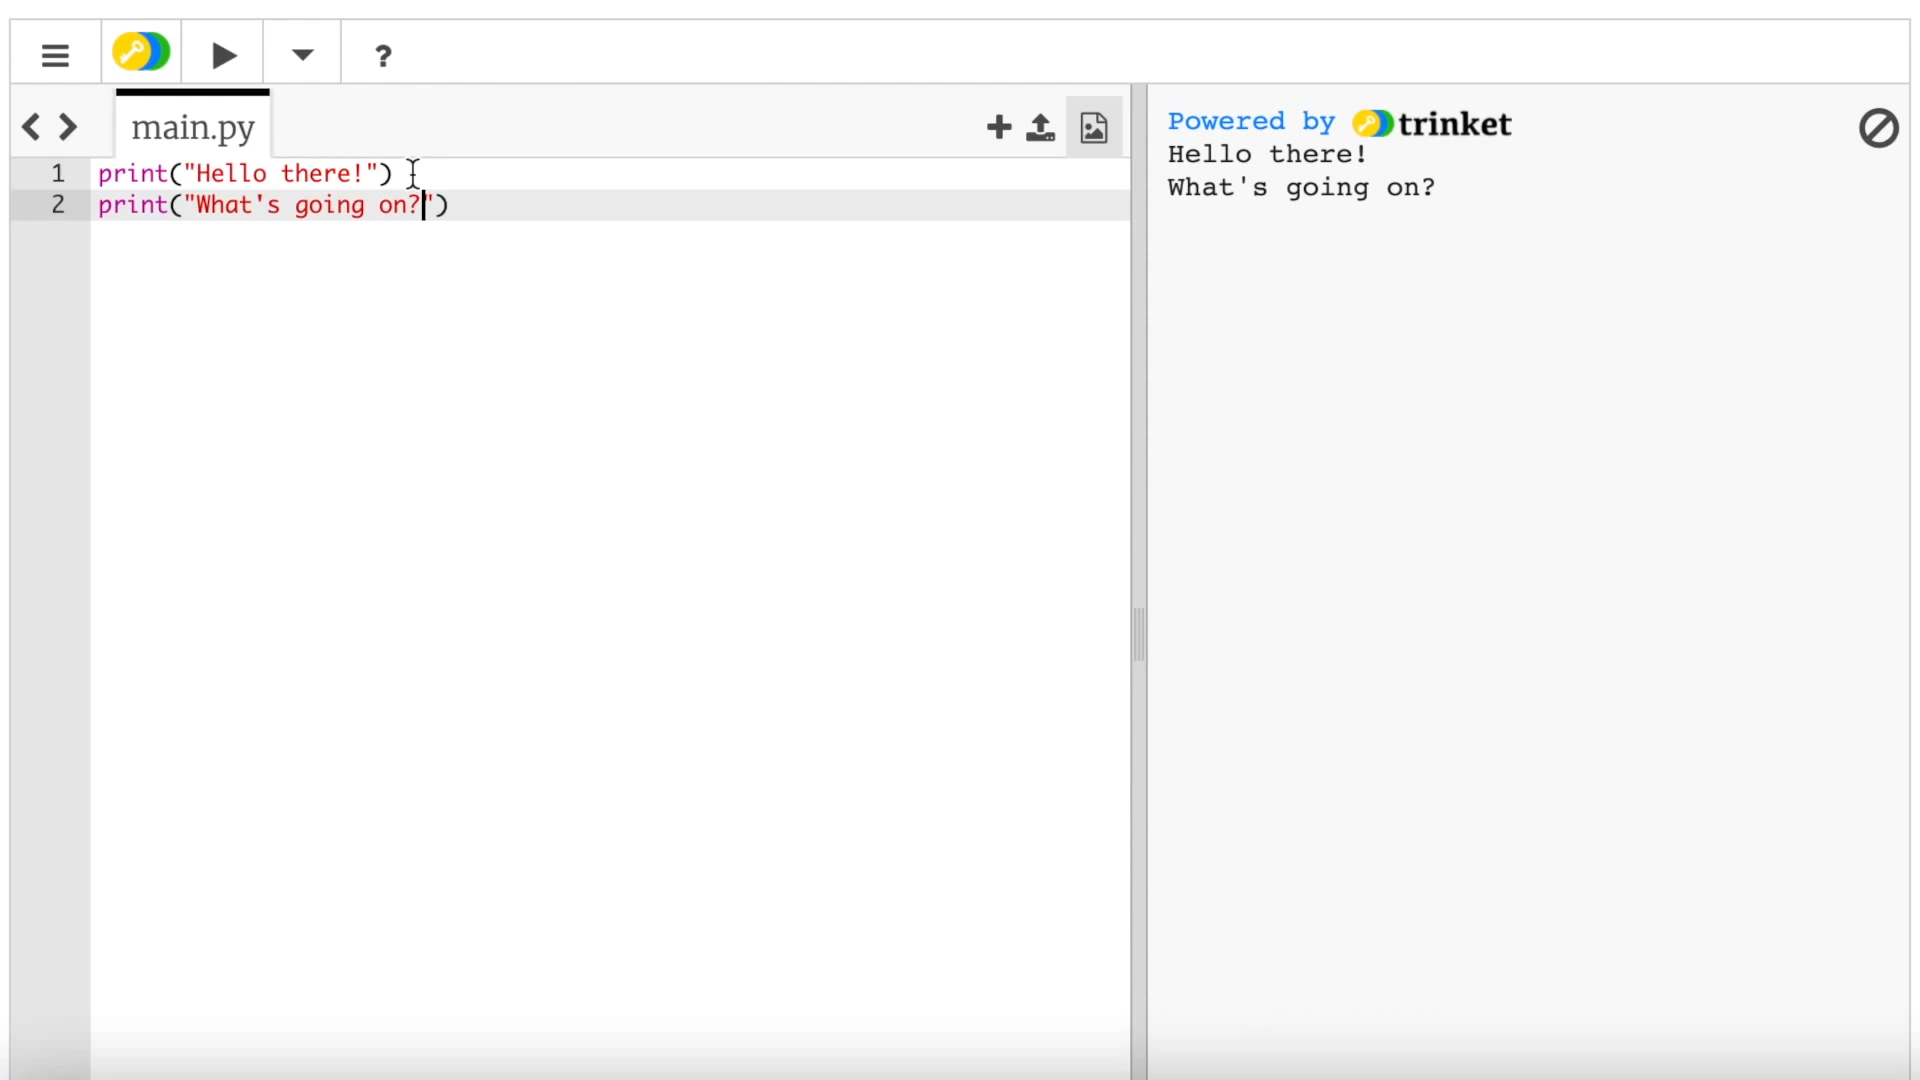 ?
main.py
1 print("Hello there!")
2 print("What's going on?")
Powered by trinket
Hello there!
What's going on?